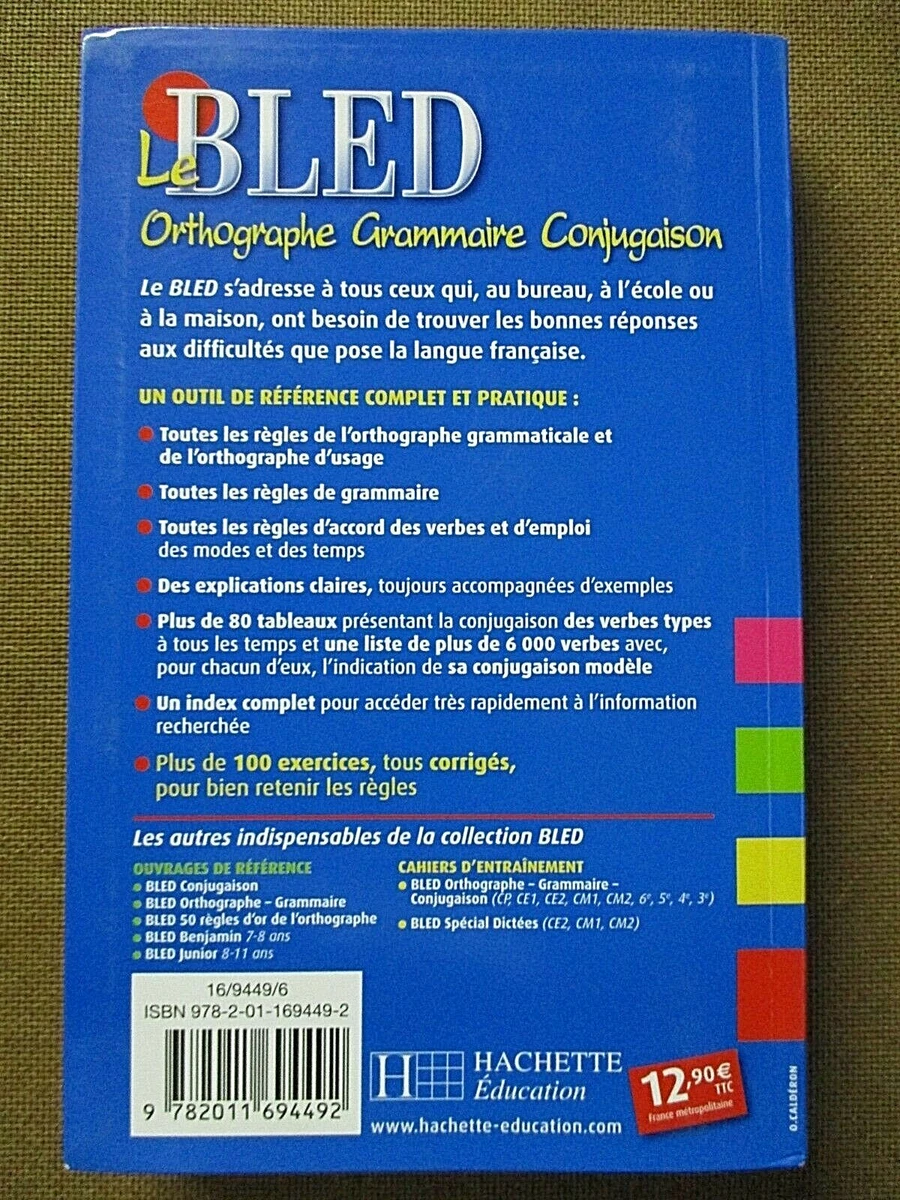 Le BLED
Orthographe Grammaire Conjugaison
Le BLED s'adresse à tous ceux qui, au bureau, à l'école ou
à la maison, ont besoin de trouver les bonnes réponses
aux difficultés que pose la langue française.
UN OUTIL DE RÉFÉRENCE COMPLET ET PRATIQUE :
Toutes les règles de l'orthographe grammaticale et
de l'orthographe d'usage
Toutes les règles de grammaire
Toutes les règles d'accord des verbes et d'emploi
des modes et des temps
Des explications claires, toujours accompagnées d'exemples
Plus de 80 tableaux présentant la conjugaison des verbes types
à tous les temps et une liste de plus de 6 000 verbes avec,
pour chacun d'eux, l'indication de sa conjugaison modèle
Un index complet pour accéder très rapidement à l'information
recherchée
Plus de 100 exercices, tous corrigés,
pour bien retenir les règles
Les autres indispensables de la collection BLED
OUVRAGES DE RÉFÉRENCE
BLED Conjugaison
BLED Orthographe – Grammaire
BLED 50 règles d'or de l'orthographe
BLED Benjamin 7-8 ans
BLED Junior 8-11 ans
CAHIERS D'ENTRAÎNEMENT
BLED Orthographe – Grammaire –
Conjugaison (CP, CE1, CE2, CM1, CM2, 6e, 5e, 4e, 3e)
BLED Spécial Dictées (CE2, CM1, CM2)
16/9449/6
ISBN 978-2-01-169449-2
9 782011 694492
H HACHETTE
Éducation
www.hachette-education.com
12,90€
TTC
France métropolitaine
O.CALDÉRON